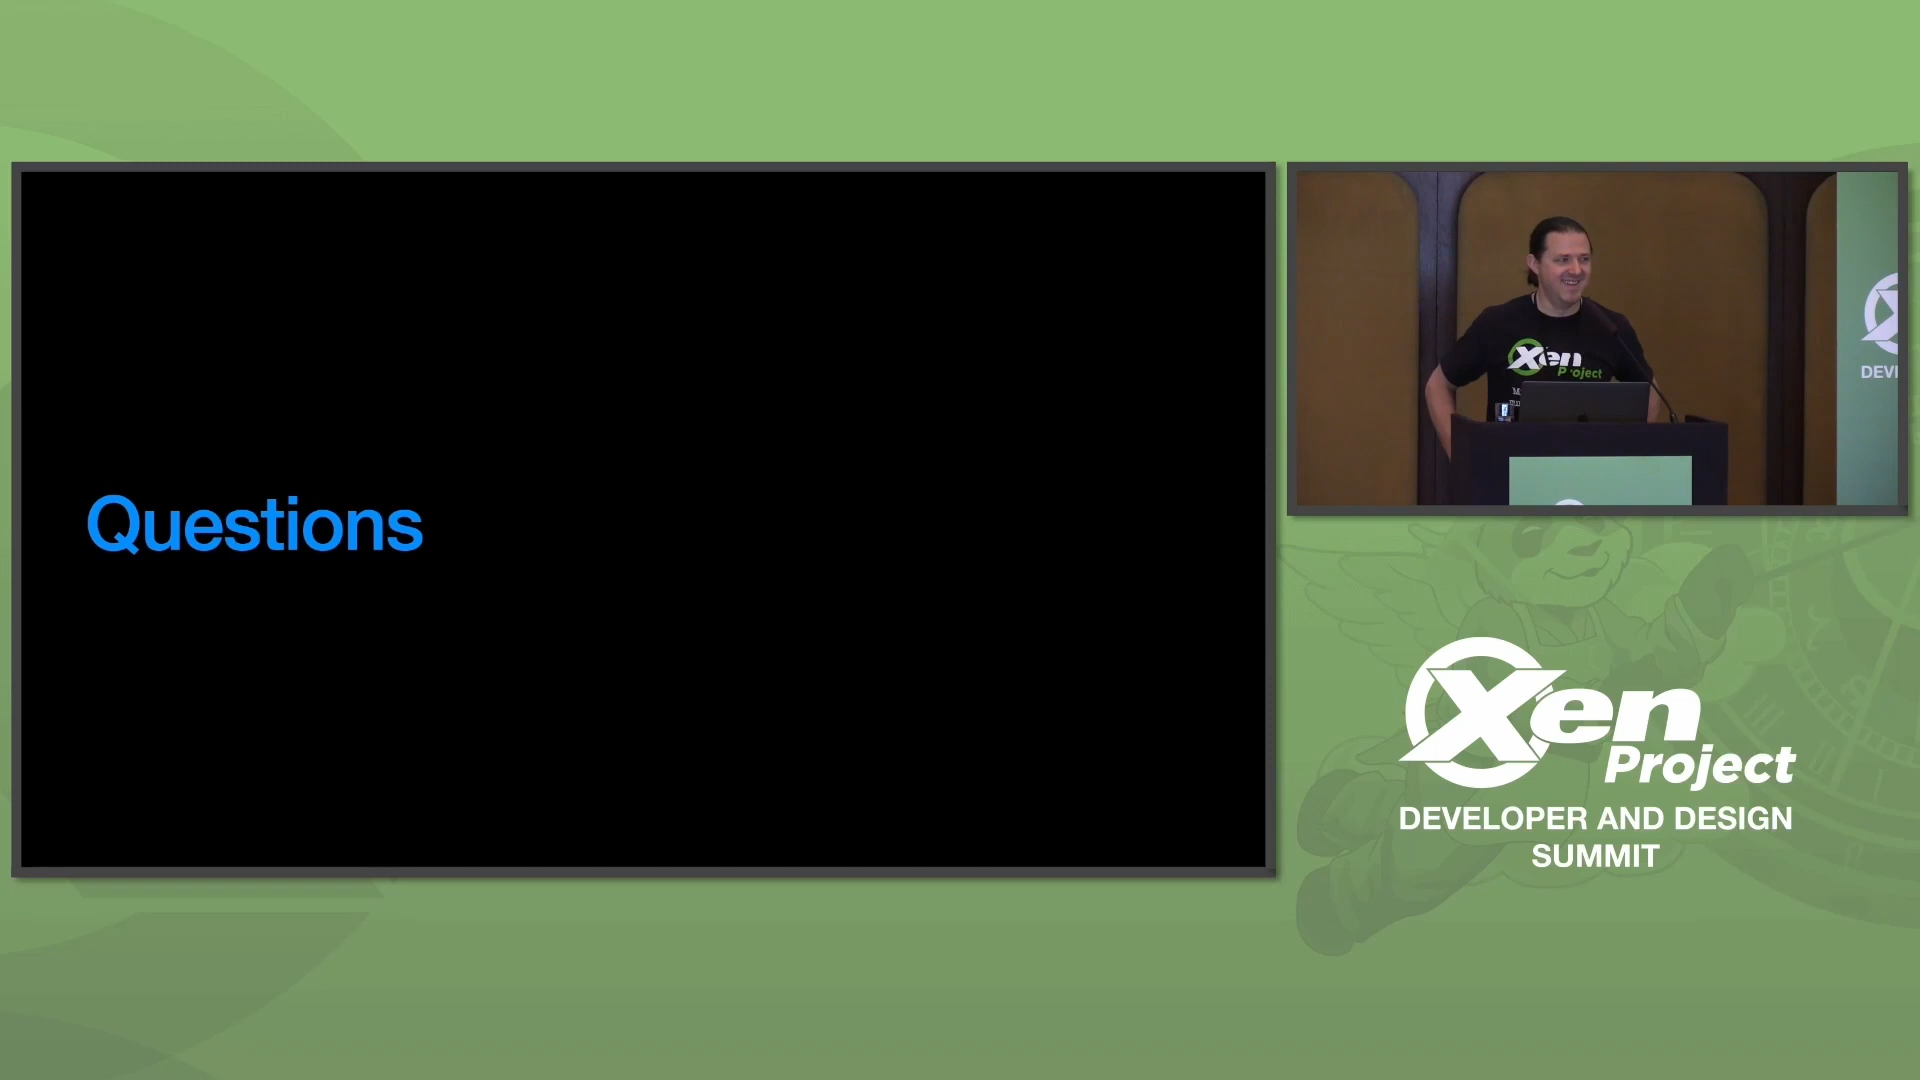 Questions
Xen
Project
DEVI
Xen
Project
DEVELOPER AND DESIGN
SUMMIT